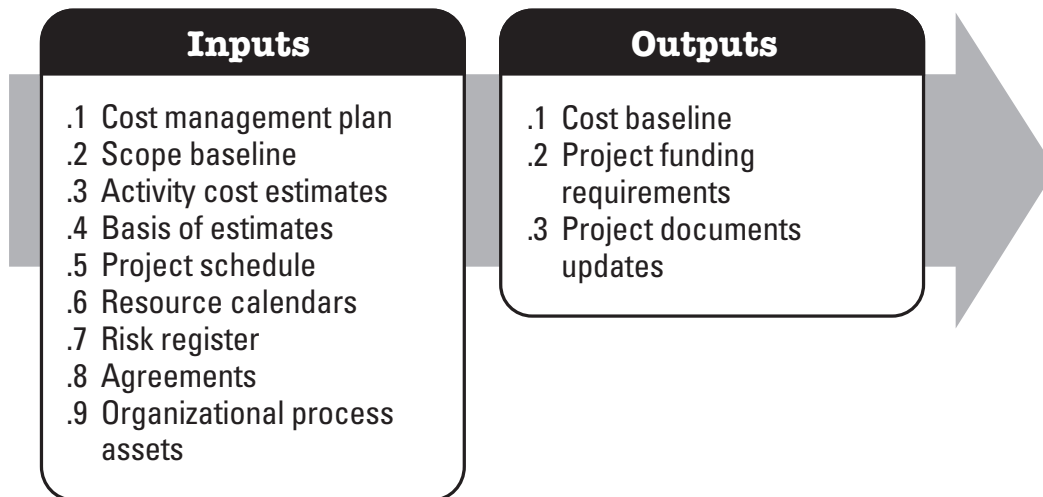 Inputs
.1 Cost management plan
.2 Scope baseline
.3 Activity cost estimates
.4 Basis of estimates
.5 Project schedule
.6 Resource calendars
.7 Risk register
.8 Agreements
.9 Organizational process
assets
Outputs
.1 Cost baseline
.2 Project funding
requirements
.3 Project documents
updates